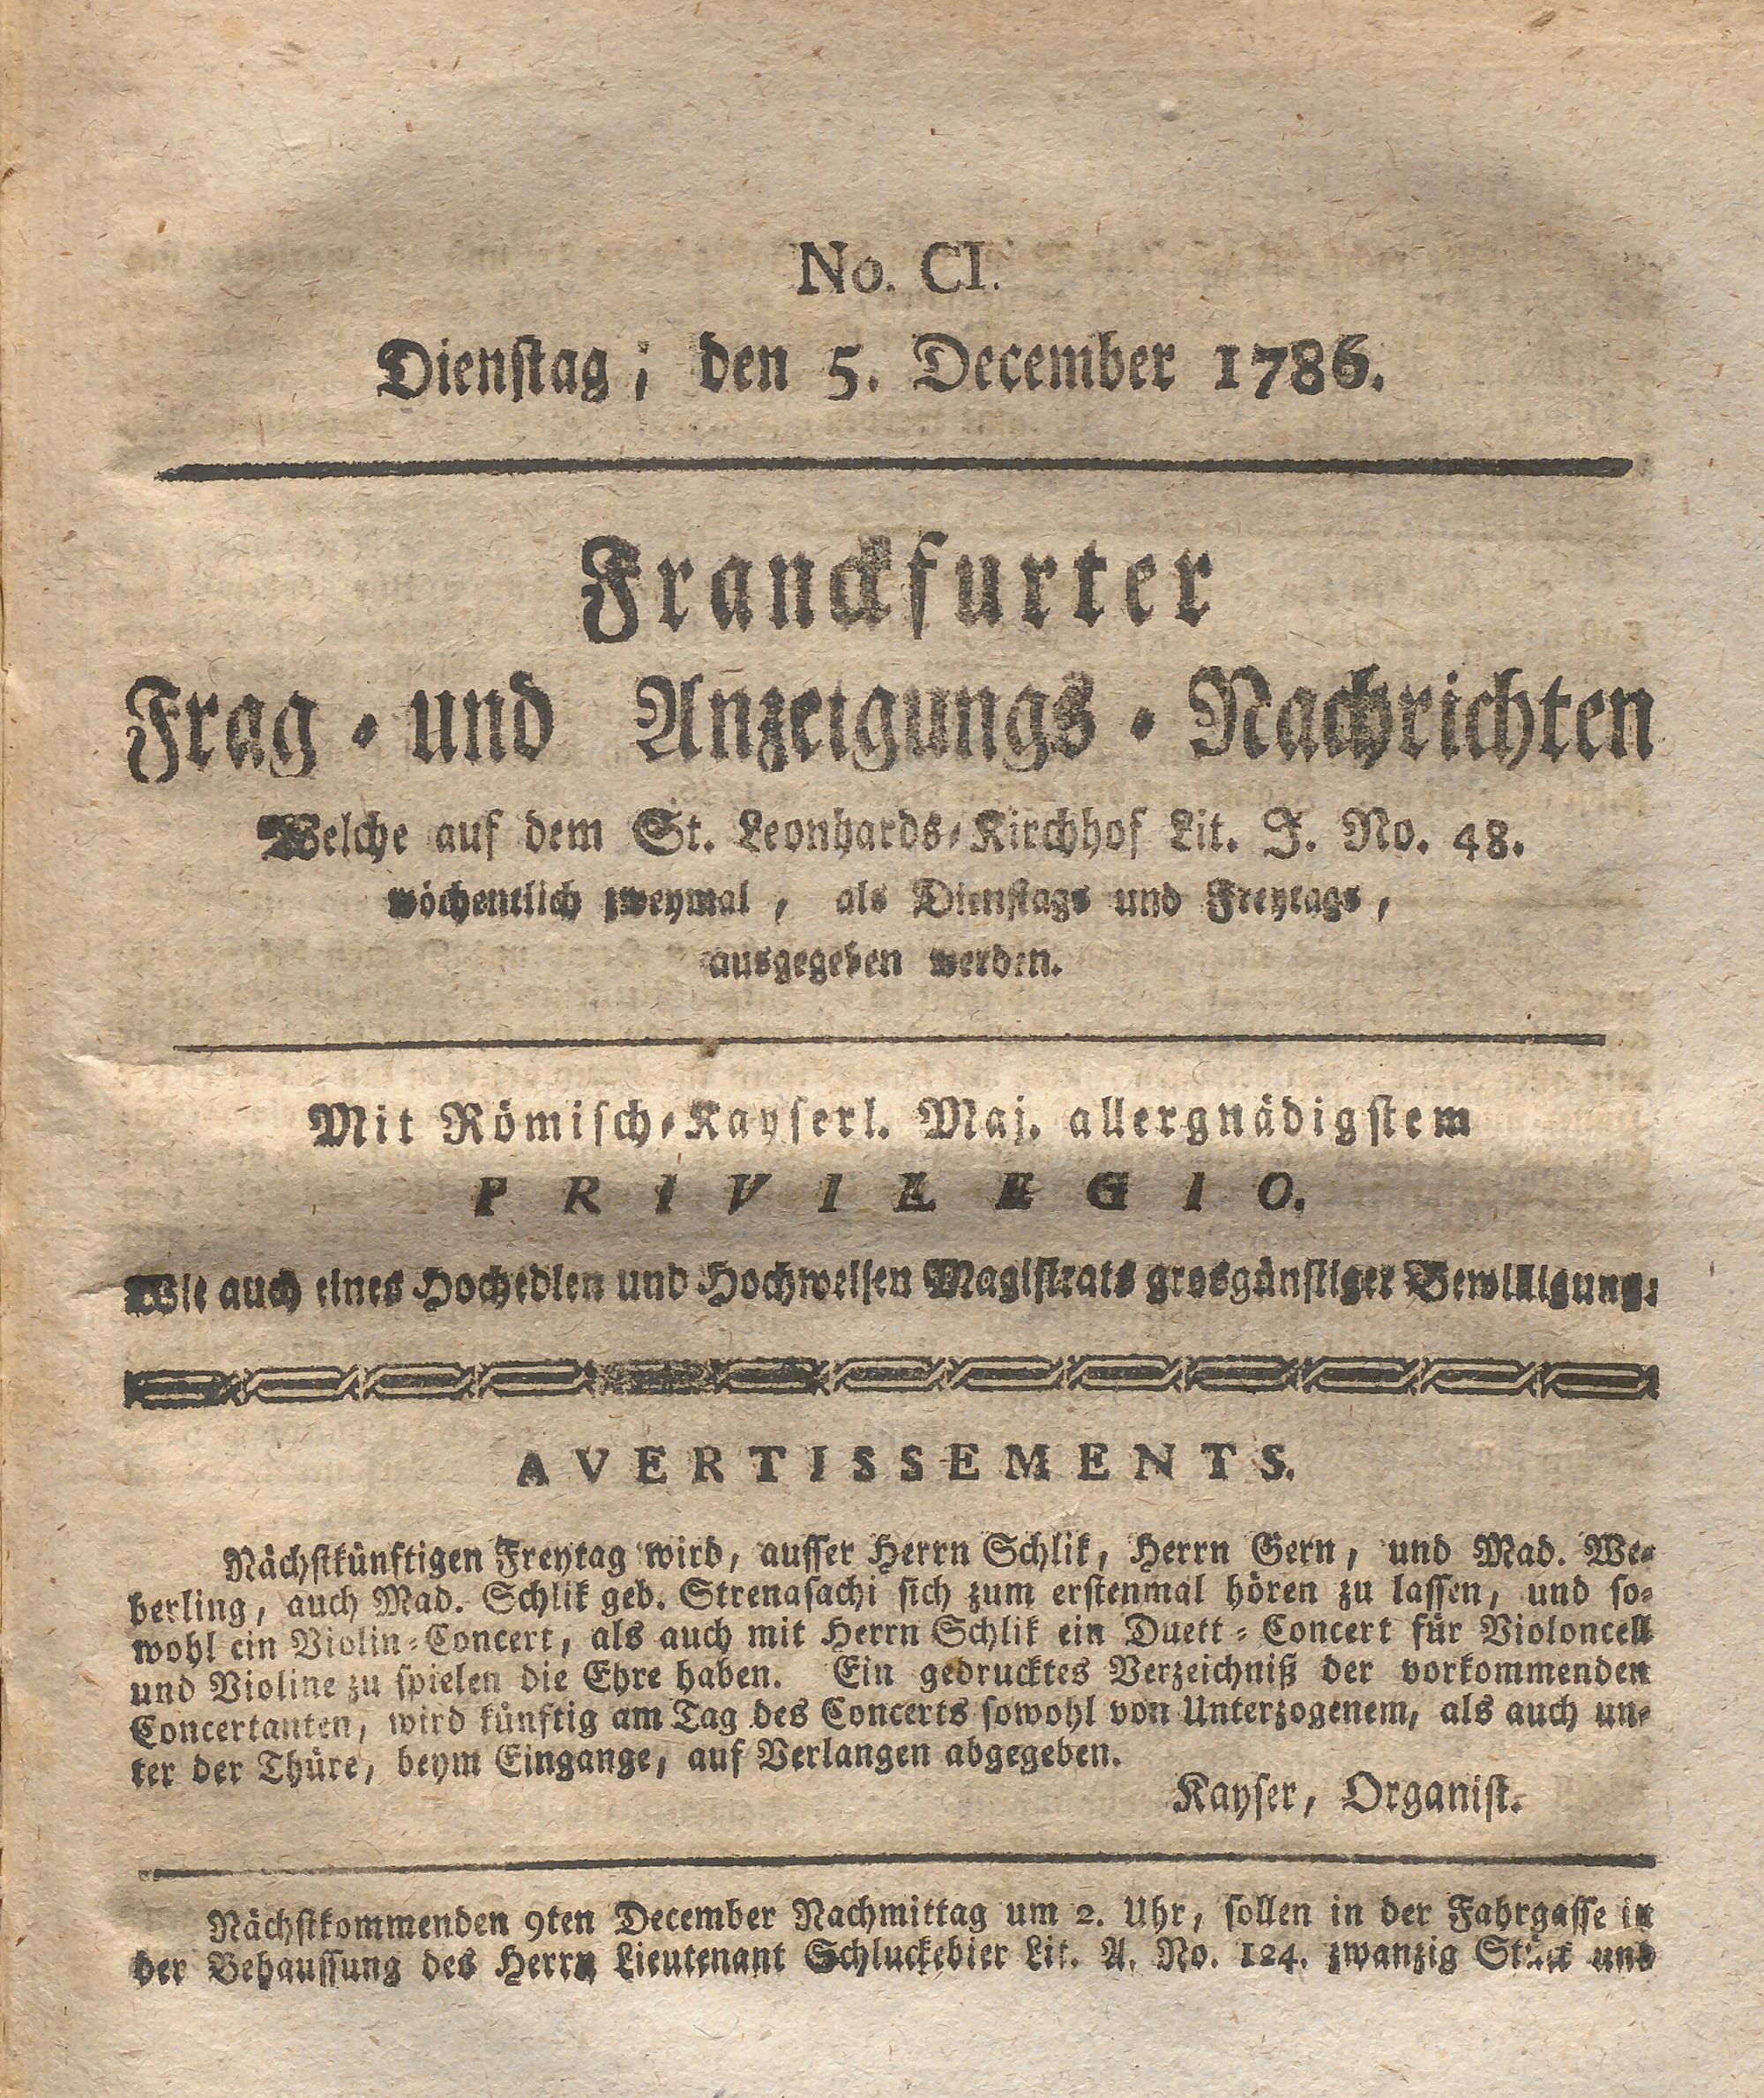 No. CI.
Dienstag, den 5. December 1786.
Franckfurter
Frag- und Anzeigungs-Nachrichten
Welche auf dem St. Leonhards-Kirchhof Lit. J. No. 48.
wöchentlich zweymal, als Dienstags und Freytags,
ausgegeben werden.
Mit Römisch-Kayserl. Maj. allergnädigstem
PRIVILEGIO.
Wie auch eines Hochedlen und Hochweisen Magistrats grosgünstiger Bewilligung.
AVERTISSEMENTS.
Nächstkünftigen Freytag wird, ausser Herrn Schlik, Herrn Gern, und Mad. We-
berling, auch Mad. Schlik geb. Strenasachi sich zum erstenmal hören zu lassen, und so-
wohl ein Violin-Concert, als auch mit Herrn Schlik ein Duett-Concert für Violoncell
und Violine zu spielen die Ehre haben. Ein gedrucktes Verzeichniß der vorkommenden
Concertanten, wird künftig am Tag des Concerts sowohl von Unterzogenem, als auch un-
ter der Thüre, beym Eingange, auf Verlangen abgegeben.
Kayser, Organist.
Nächstkommenden 9ten December Nachmittag um 2. Uhr, sollen in der Fahrgasse in
der Behaussung des Herrn Lieutenant Schluckebier Lit. A. No. 124. zwanzig Stück und